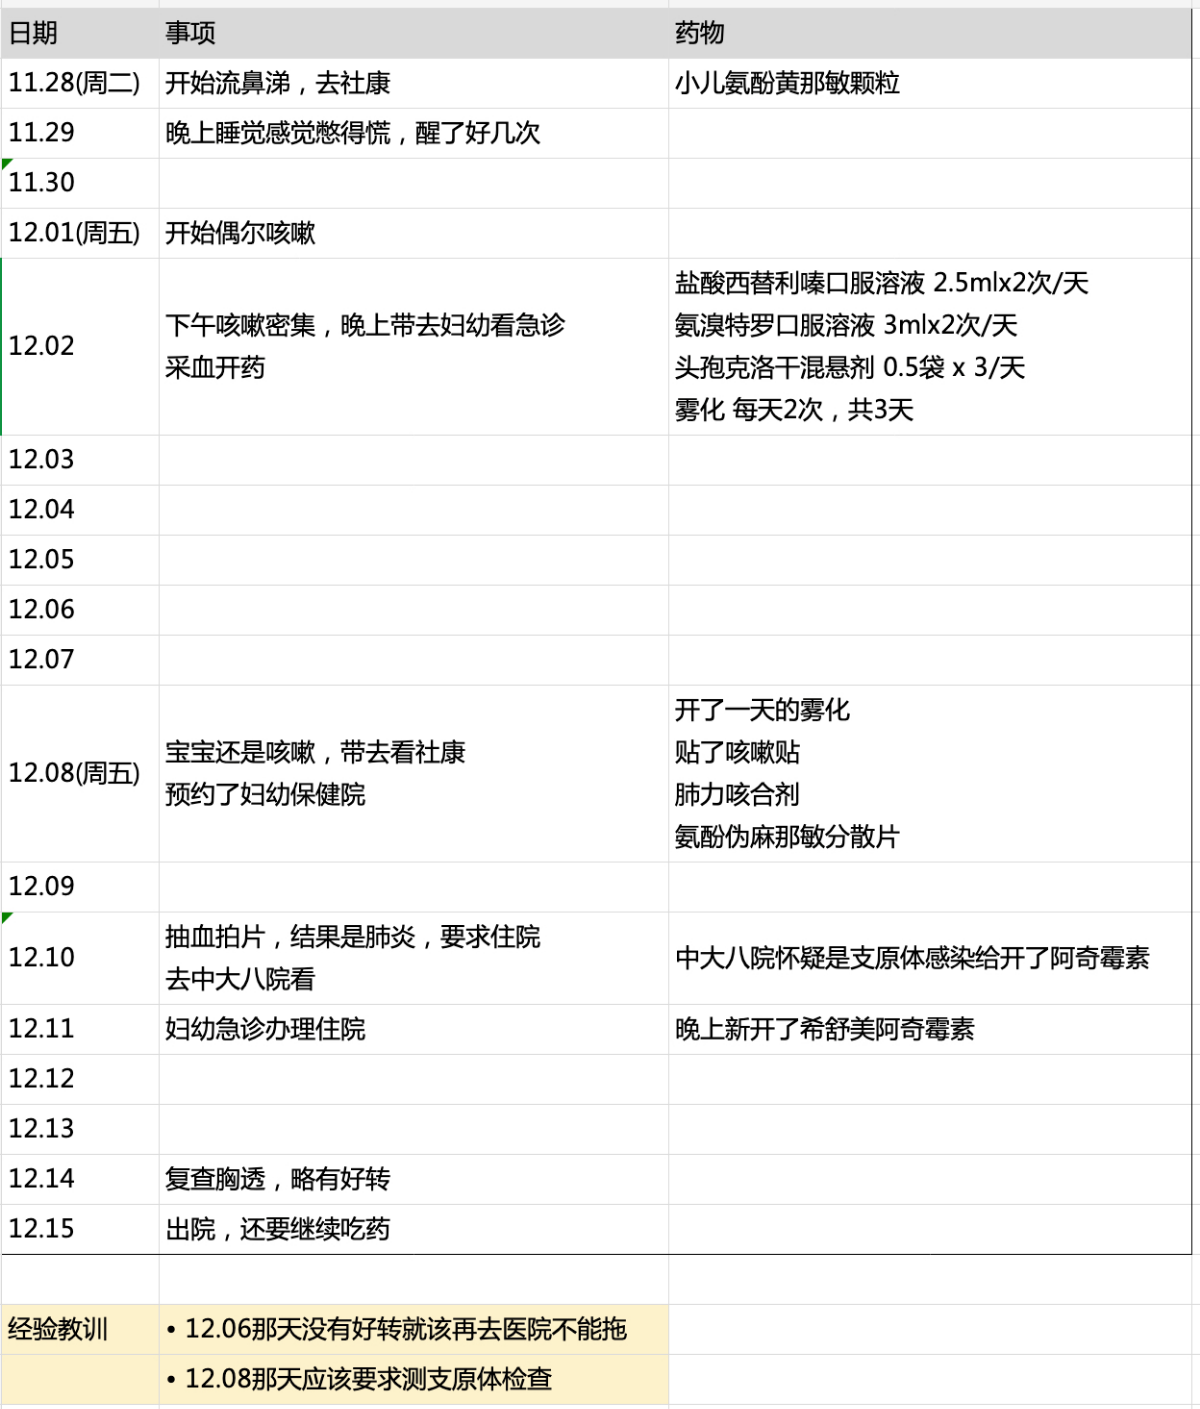 日期 事项 药物
11.28(周二) 开始流鼻涕，去社康 小儿氨酚黄那敏颗粒
11.29 晚上睡觉感觉憋得慌，醒了好几次
11.30
12.01(周五) 开始偶尔咳嗽
12.02
下午咳嗽密集，晚上带去妇幼看急诊
采血开药
盐酸西替利嗪口服溶液 2.5mlx2次/天
氨溴特罗口服溶液 3mlx2次/天
头孢克洛干混悬剂 0.5袋 x 3/天
雾化 每天2次，共3天
12.03
12.04
12.05
12.06
12.07
12.08(周五)
宝宝还是咳嗽，带去看社康
预约了妇幼保健院
开了一天的雾化
贴了咳嗽贴
肺力咳合剂
氨酚伪麻那敏分散片
12.09
12.10
抽血拍片，结果是肺炎，要求住院
去中大八院看
中大八院怀疑是支原体感染给开了阿奇霉素
12.11 妇幼急诊办理住院 晚上新开了希舒美阿奇霉素
12.12
12.13
12.14 复查胸透，略有好转
12.15 出院，还要继续吃药
经验教训 • 12.06那天没有好转就该再去医院不能拖
• 12.08那天应该要求测支原体检查